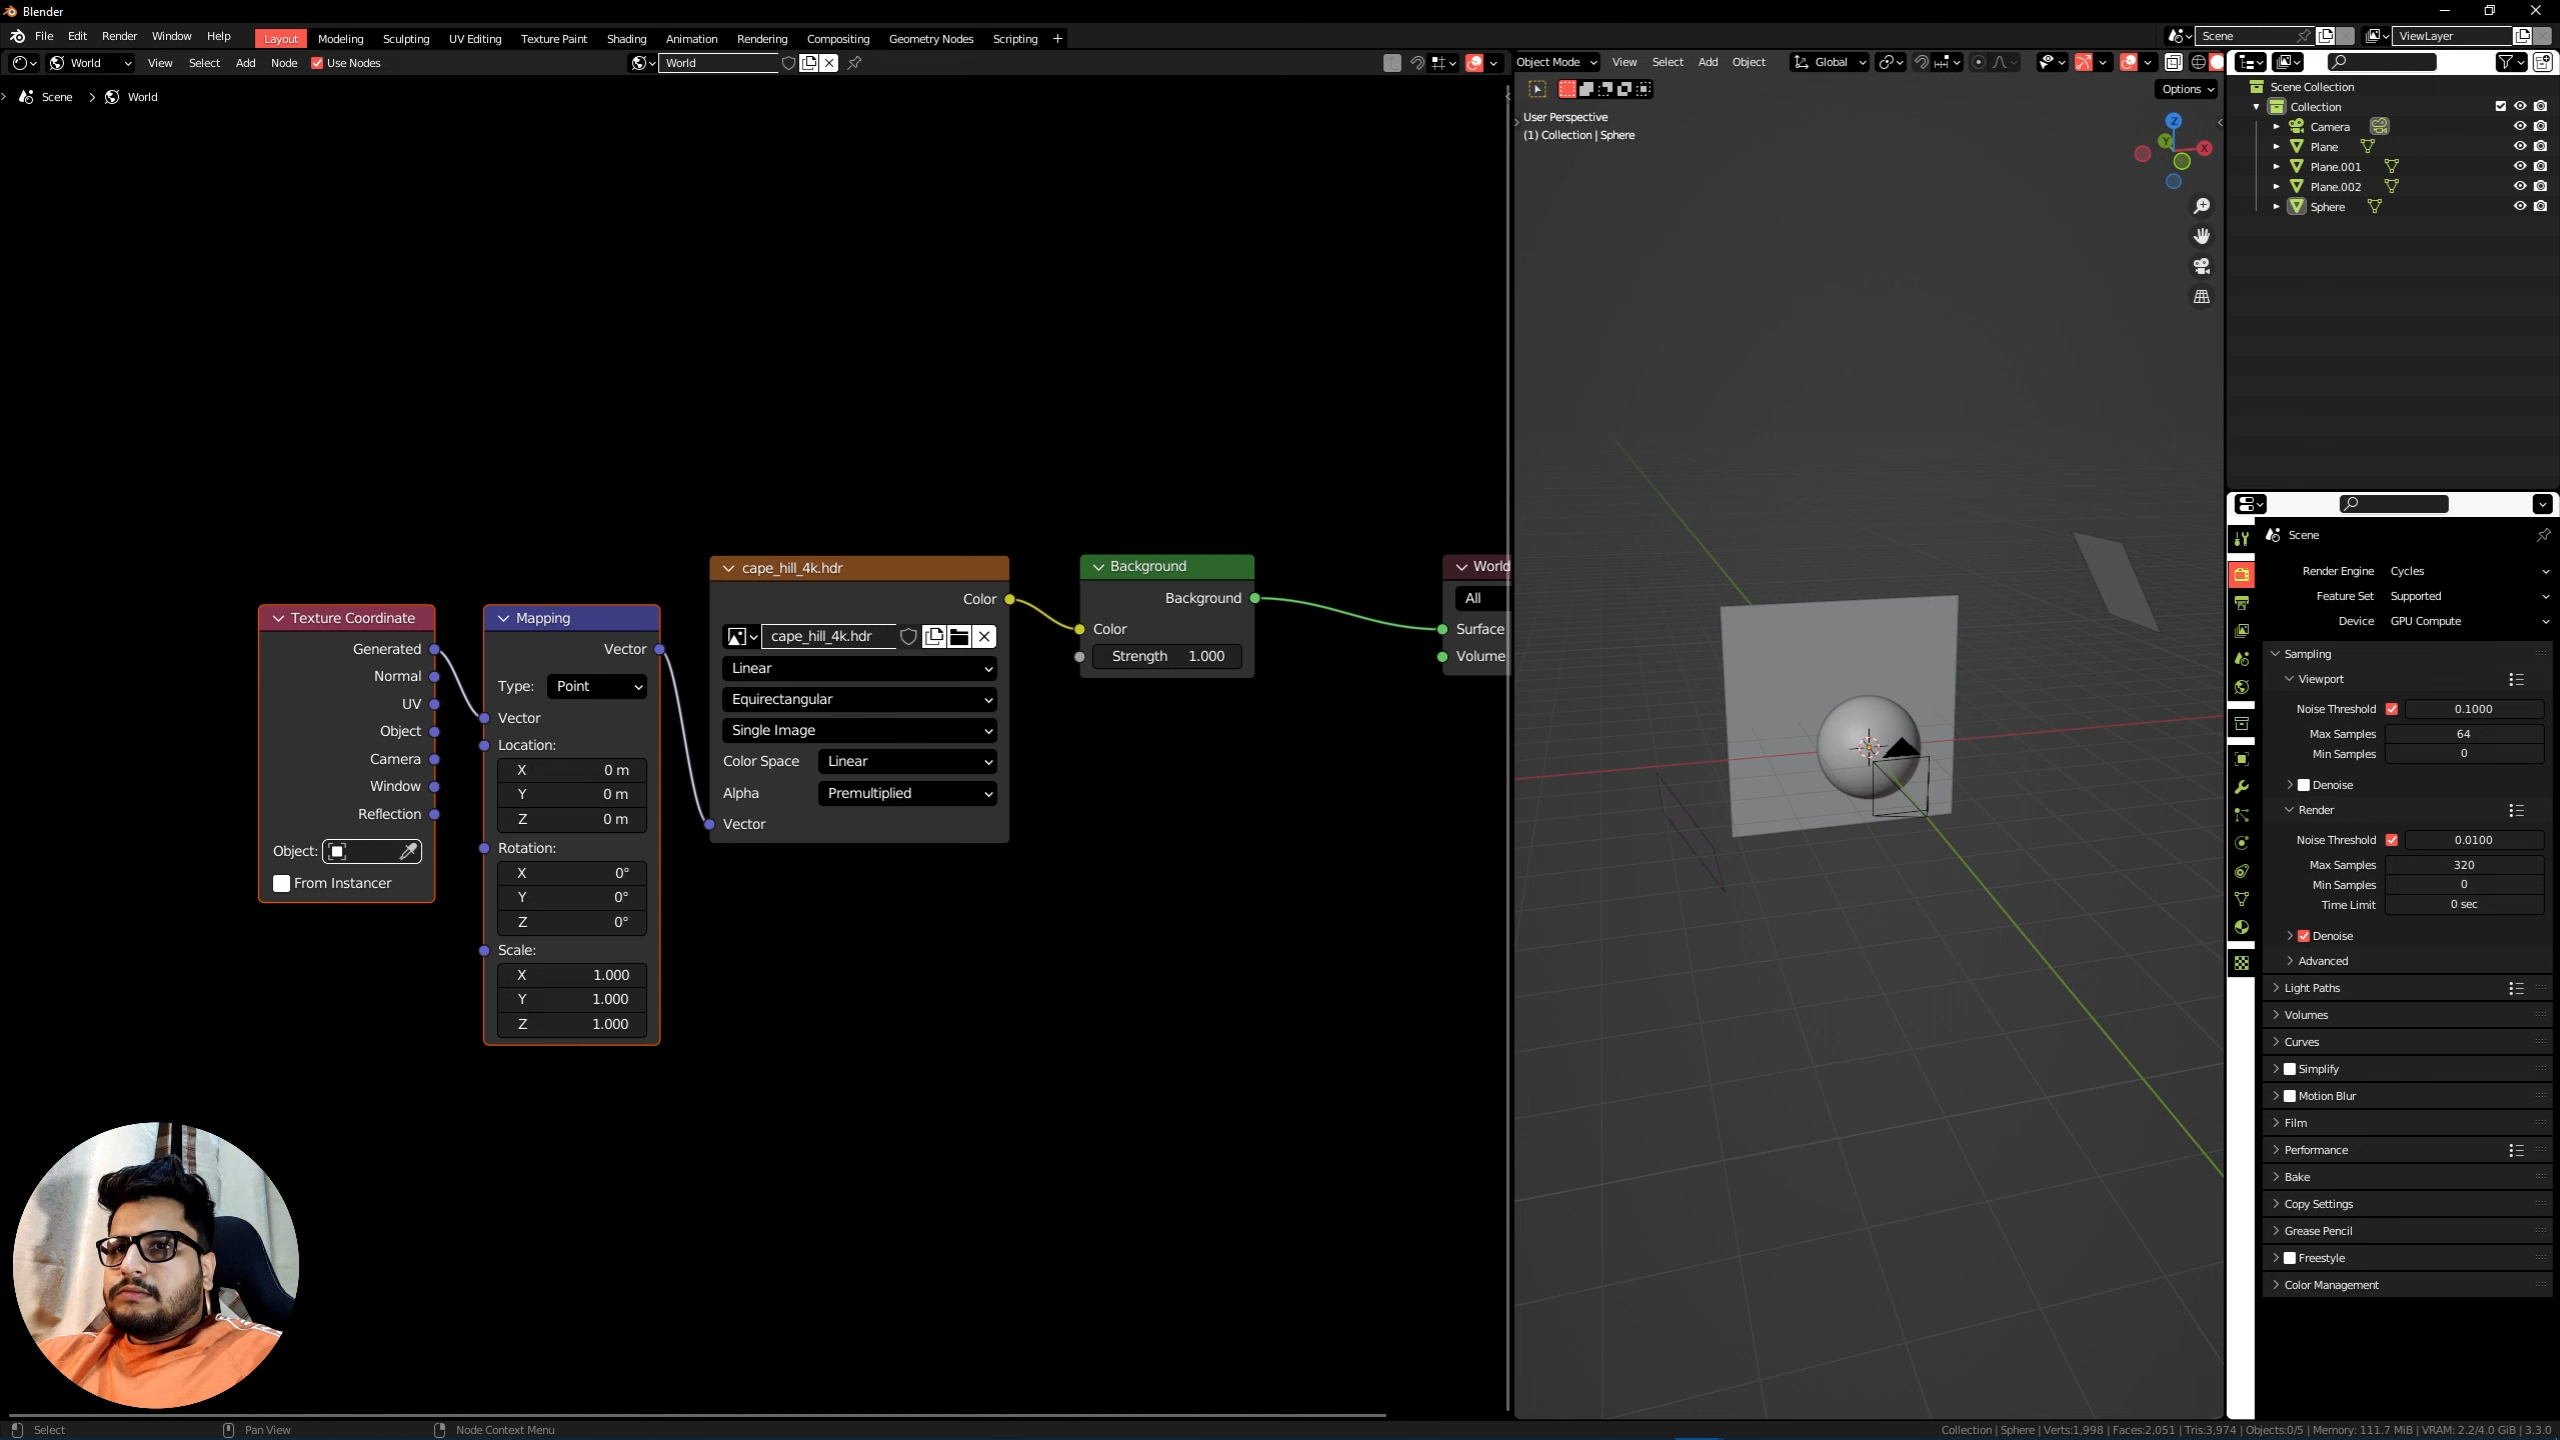 Blender
File Edit Render Window Help Layout Modeling Sculpting UV Editing Texture Paint Shading Animation Rendering Compositing Geometry Nodes Scripting + Scene ViewLayer
World View Select Add Node Use Nodes World
Object Mode View Select Add Object Global
Options
Scene > World
User Perspective
(1) Collection | Sphere
Z
Y
X
Scene Collection
Collection
Camera
Plane
Plane.001
Plane.002
Sphere
Texture Coordinate
Generated
Normal
UV
Object
Camera
Window
Reflection
Object:
From Instancer
Mapping
Vector
Type: Point
Vector
Location:
X 0 m
Y 0 m
Z 0 m
Rotation:
X 0°
Y 0°
Z 0°
Scale:
X 1.000
Y 1.000
Z 1.000
cape_hill_4k.hdr
Color
cape_hill_4k.hdr
Linear
Equirectangular
Single Image
Color Space Linear
Alpha Premultiplied
Vector
Background
Background
Color
Strength 1.000
World
All
Surface
Volume
Scene
Render Engine Cycles
Feature Set Supported
Device GPU Compute
Sampling
Viewport
Noise Threshold 0.1000
Max Samples 64
Min Samples 0
Denoise
Render
Noise Threshold 0.0100
Max Samples 320
Min Samples 0
Time Limit 0 sec
Denoise
Advanced
Light Paths
Volumes
Curves
Simplify
Motion Blur
Film
Performance
Bake
Copy Settings
Grease Pencil
Freestyle
Color Management
Select Pan View Node Context Menu
Collection | Sphere | Verts:1,998 | Faces:2,051 | Tris:3,974 | Objects:0/5 | Memory: 111.7 MiB | VRAM: 2.2/4.0 GiB | 3.3.0